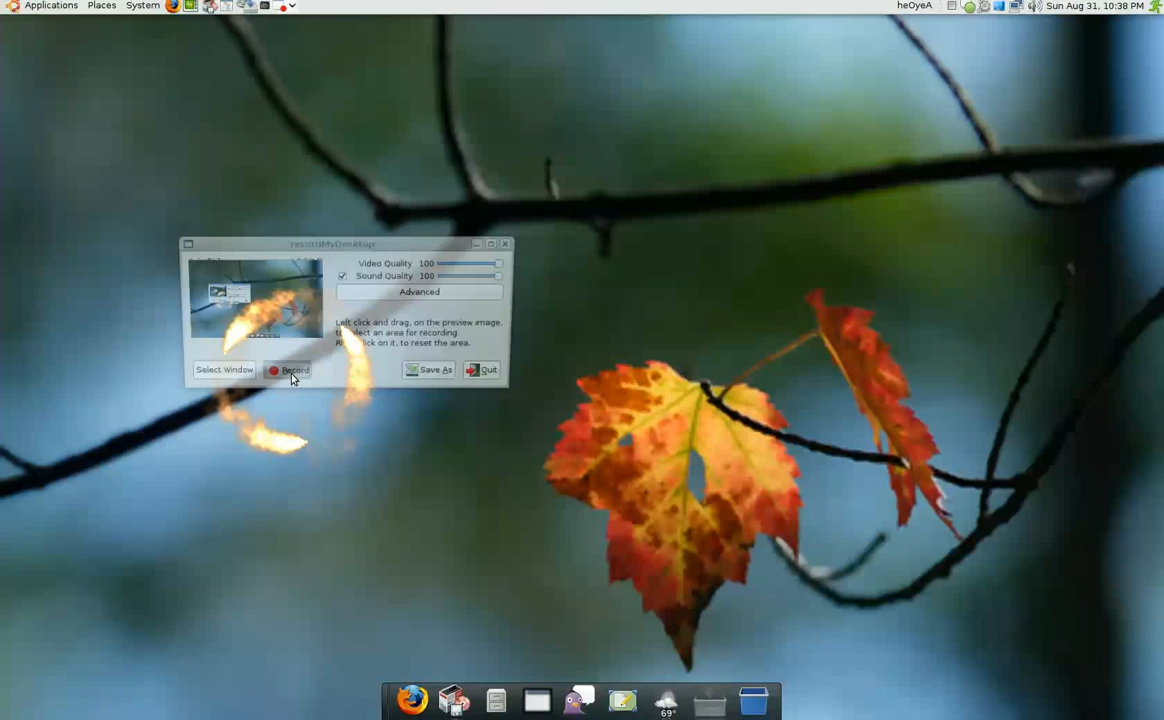 Applications Places System
heOyeA
Sun Aug 31, 10:38 PM
recordMyDesktop
Video Quality 100
Sound Quality 100
Advanced
Left click and drag, on the preview image,
to select an area for recording.
Right click on it, to reset the area.
Select Window
Record
Save As
Quit
69°